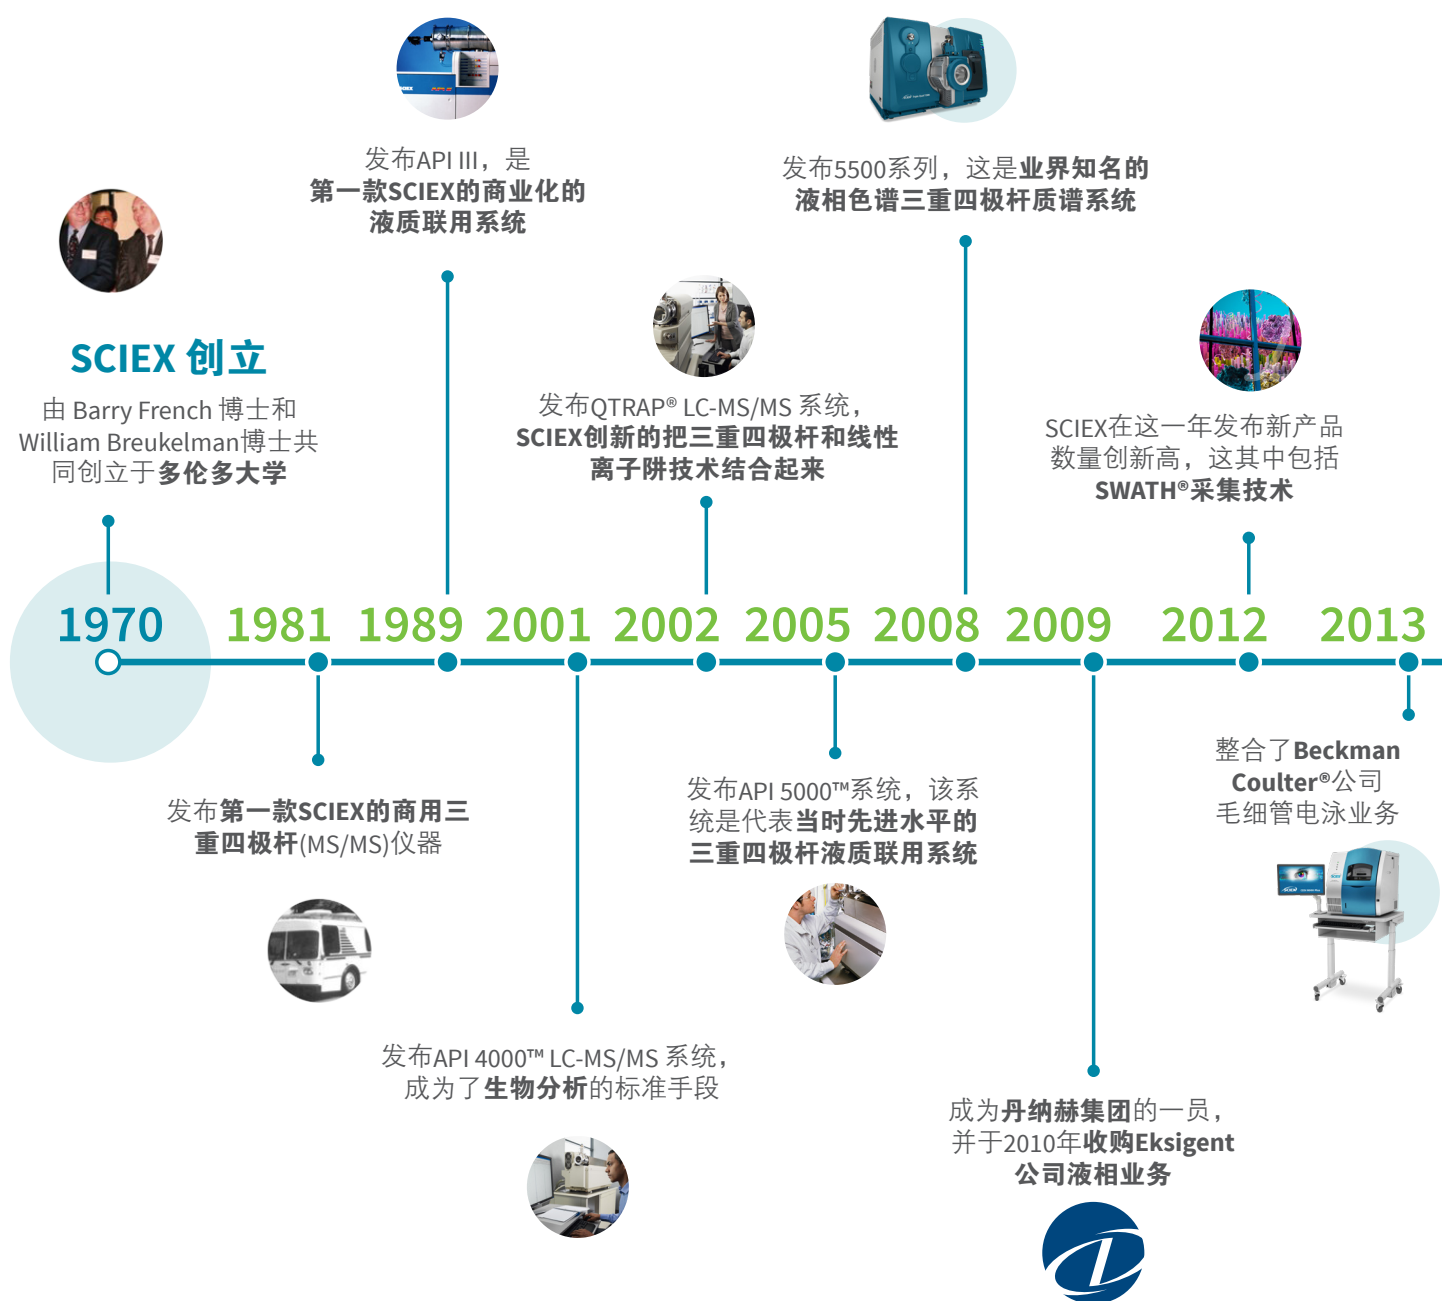 发布API III，是
第一款SCIEX的商业化的
液质联用系统
发布5500系列，这是业界知名的
液相色谱三重四极杆质谱系统
SCIEX 创立
由 Barry French 博士和
William Breukelman博士共
同创立于多伦多大学
发布QTRAP® LC-MS/MS 系统，
SCIEX创新的把三重四极杆和线性
离子阱技术结合起来
SCIEX在这一年发布新产品
数量创新高，这其中包括
SWATH®采集技术
1970 1981 1989 2001 2002 2005 2008 2009 2012 2013
发布第一款SCIEX的商用三
重四极杆(MS/MS)仪器
发布API 5000™系统，该系
统是代表当时先进水平的
三重四极杆液质联用系统
整合了Beckman
Coulter®公司
毛细管电泳业务
发布API 4000™ LC-MS/MS 系统，
成为了生物分析的标准手段
成为丹纳赫集团的一员，
并于2010年收购Eksigent
公司液相业务